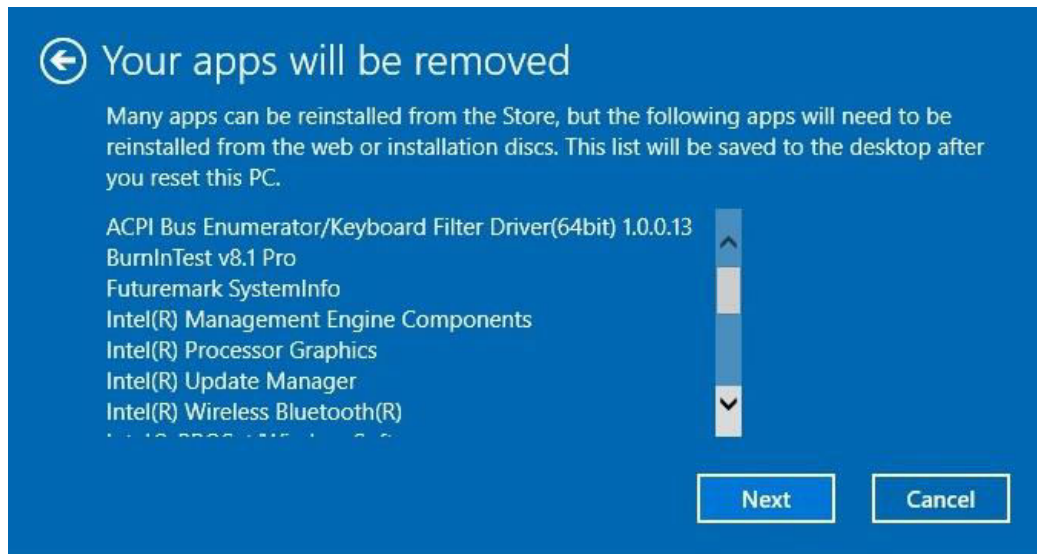 Your apps will be removed
Many apps can be reinstalled from the Store, but the following apps will need to be
reinstalled from the web or installation discs. This list will be saved to the desktop after
you reset this PC.
ACPI Bus Enumerator/Keyboard Filter Driver(64bit) 1.0.0.13
BurnInTest v8.1 Pro
Futuremark SystemInfo
Intel(R) Management Engine Components
Intel(R) Processor Graphics
Intel(R) Update Manager
Intel(R) Wireless Bluetooth(R)
Next Cancel